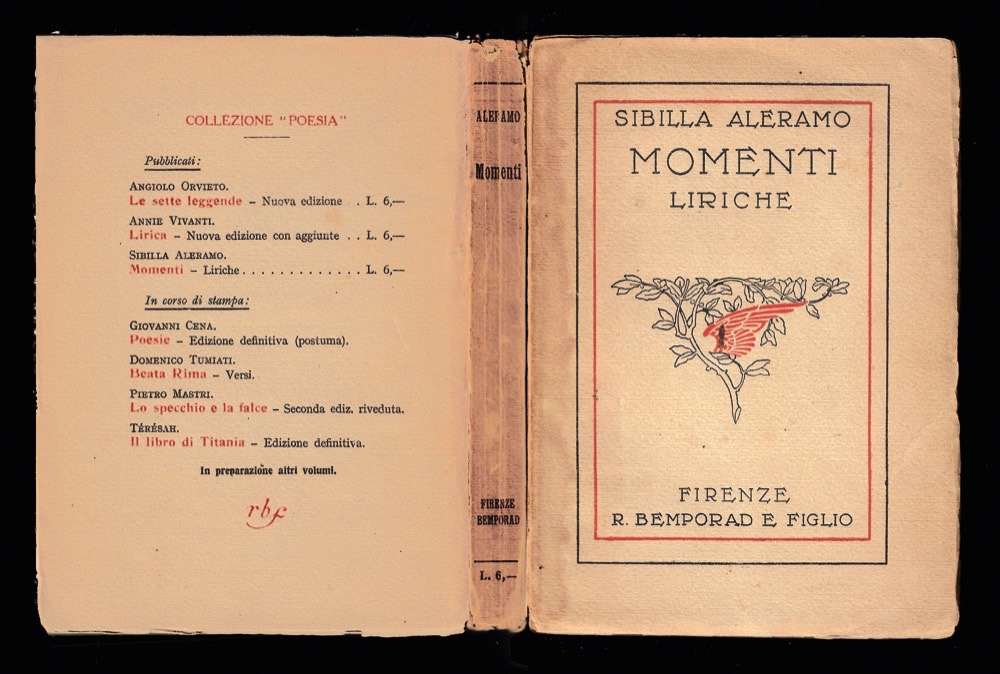 COLLEZIONE "POESIA"
Pubblicati:
ANGIOLO ORVIETO.
Le sette leggende – Nuova edizione . L. 6,—
ANNIE VIVANTI.
Lirica – Nuova edizione con aggiunte . . L. 6,—
SIBILLA ALERAMO.
Momenti – Liriche . . . . . . . . . . . . . L. 6,—
In corso di stampa:
GIOVANNI CENA.
Poesie – Edizione definitiva (postuma).
DOMENICO TUMIATI.
Beata Rima – Versi.
PIETRO MASTRI.
Lo specchio e la falce – Seconda ediz. riveduta.
TÉRÉSAH.
Il libro di Titania – Edizione definitiva.
In preparazione altri volumi.
rbf
ALERAMO
Momenti
FIRENZE
BEMPORAD
L. 6,—
SIBILLA ALERAMO
MOMENTI
LIRICHE
FIRENZE
R. BEMPORAD E FIGLIO